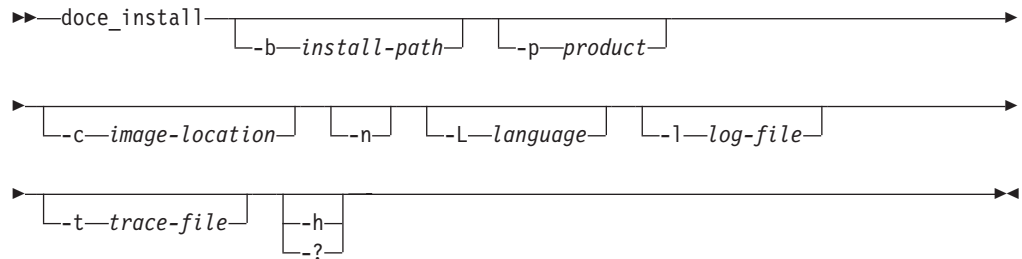 doce_install -b install-path -p product
-c image-location -n -L language -l log-file
-t trace-file -h
-?